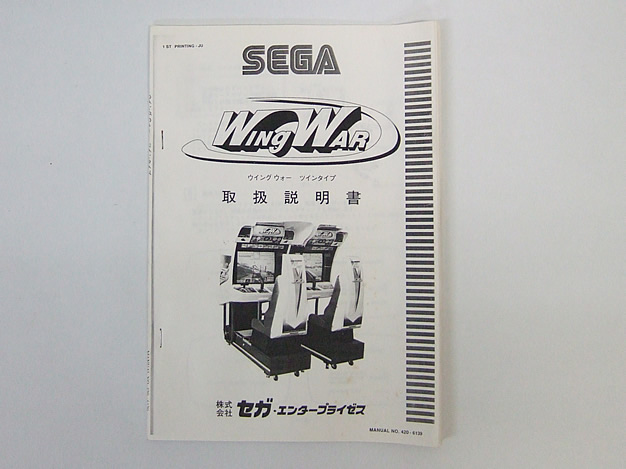 1 ST PRINTING - JU
SEGA
WING WAR
ウイング ウォー ツインタイプ
取扱説明書
株式会社 セガ・エンタープライゼス
MANUAL NO. 420-6139